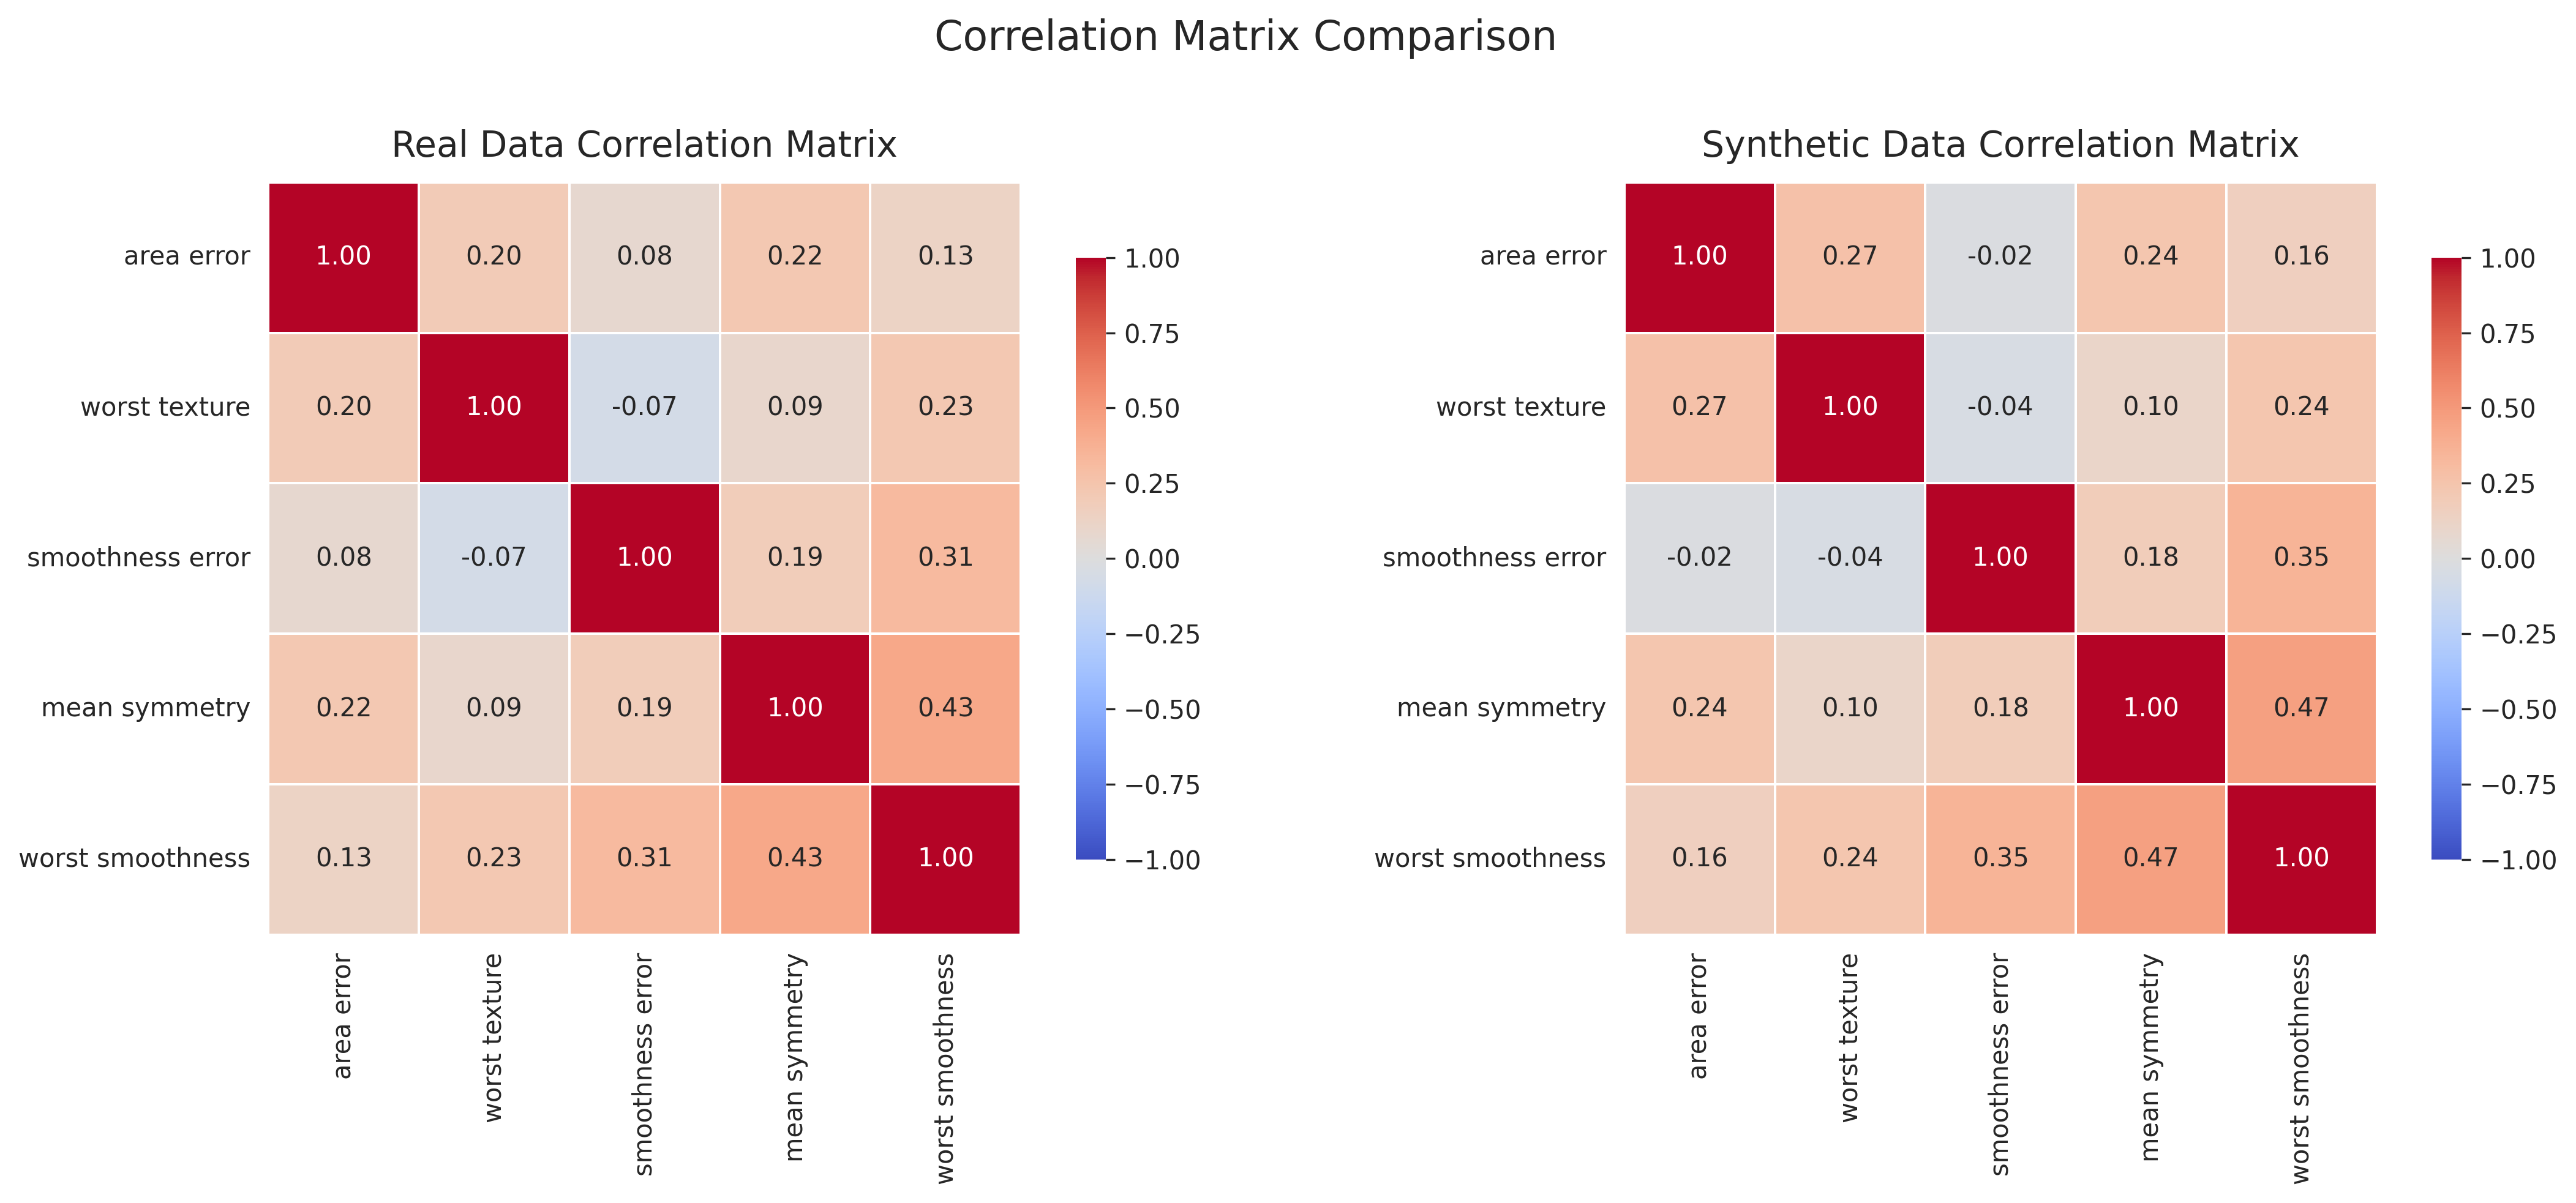 Correlation Matrix Comparison
Real Data Correlation Matrix
area error 1.00 0.20 0.08 0.22 0.13
worst texture 0.20 1.00 -0.07 0.09 0.23
smoothness error 0.08 -0.07 1.00 0.19 0.31
mean symmetry 0.22 0.09 0.19 1.00 0.43
worst smoothness 0.13 0.23 0.31 0.43 1.00
area error
worst texture
smoothness error
mean symmetry
worst smoothness
1.00
0.75
0.50
0.25
0.00
−0.25
−0.50
−0.75
−1.00
Synthetic Data Correlation Matrix
area error 1.00 0.27 -0.02 0.24 0.16
worst texture 0.27 1.00 -0.04 0.10 0.24
smoothness error -0.02 -0.04 1.00 0.18 0.35
mean symmetry 0.24 0.10 0.18 1.00 0.47
worst smoothness 0.16 0.24 0.35 0.47 1.00
area error
worst texture
smoothness error
mean symmetry
worst smoothness
1.00
0.75
0.50
0.25
0.00
−0.25
−0.50
−0.75
−1.00